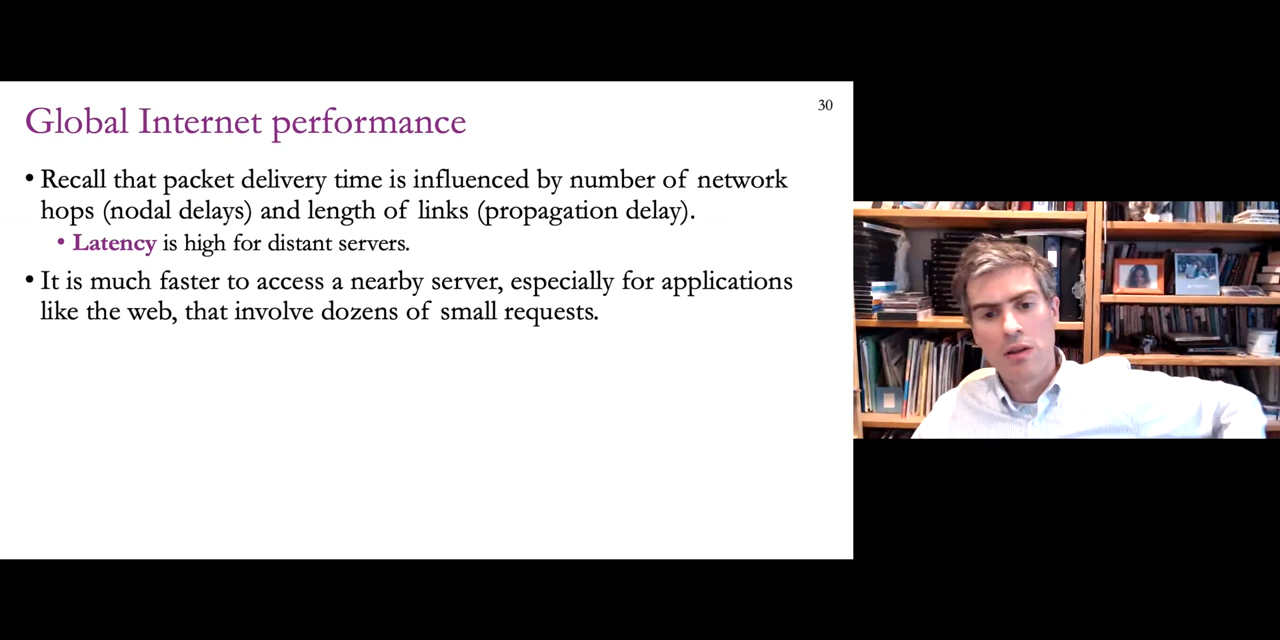 30
Global Internet performance
• Recall that packet delivery time is influenced by number of network
hops (nodal delays) and length of links (propagation delay).
• Latency is high for distant servers.
• It is much faster to access a nearby server, especially for applications
like the web, that involve dozens of small requests.